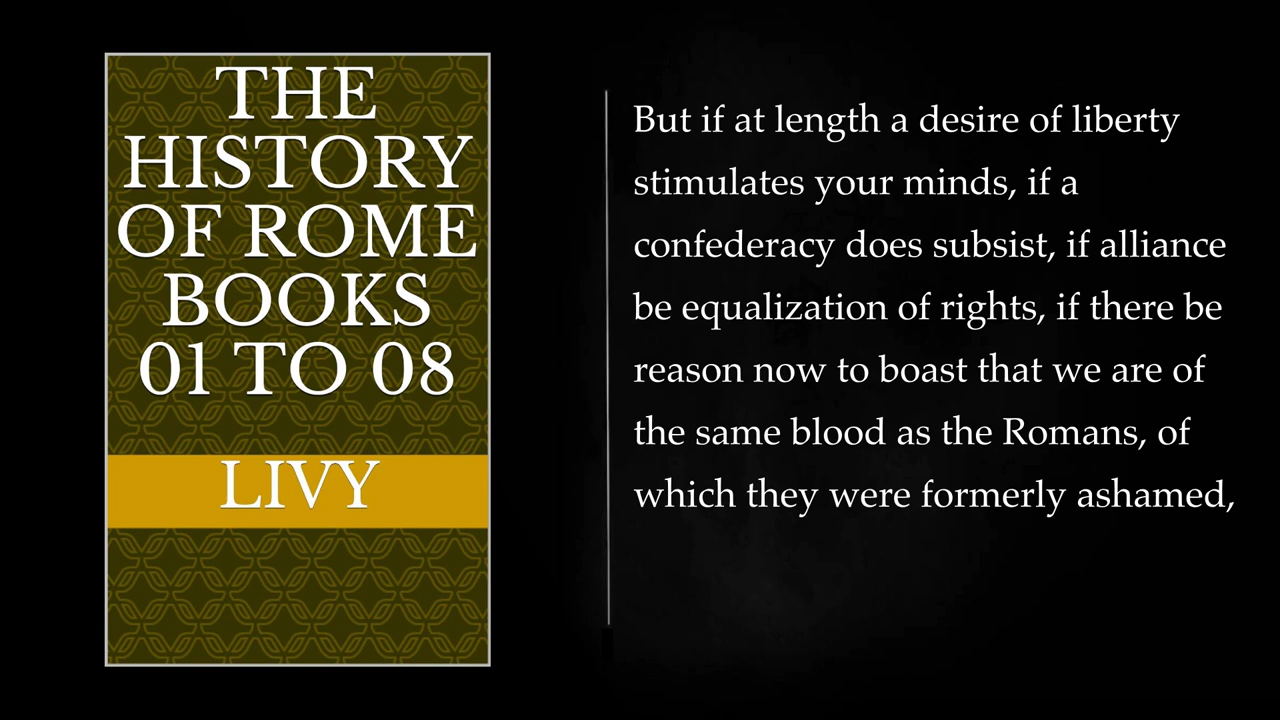 THE
HISTORY
OF ROME
BOOKS
01 TO 08
LIVY
But if at length a desire of liberty
stimulates your minds, if a
confederacy does subsist, if alliance
be equalization of rights, if there be
reason now to boast that we are of
the same blood as the Romans, of
which they were formerly ashamed,